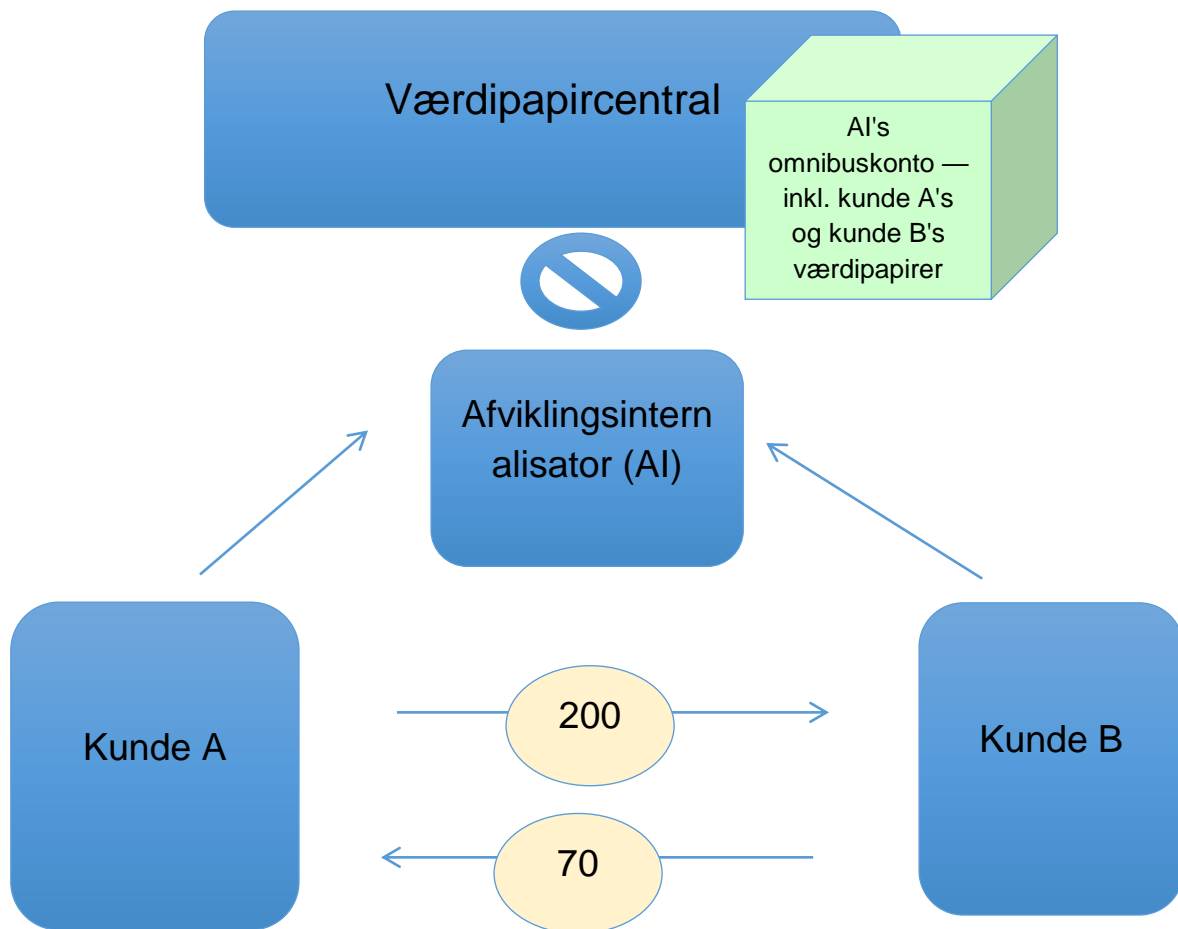 Værdipapircentral
AI's
omnibuskonto —
inkl. kunde A's
og kunde B's
værdipapirer
Afviklingsintern
alisator (AI)
Kunde A
200
Kunde B
70